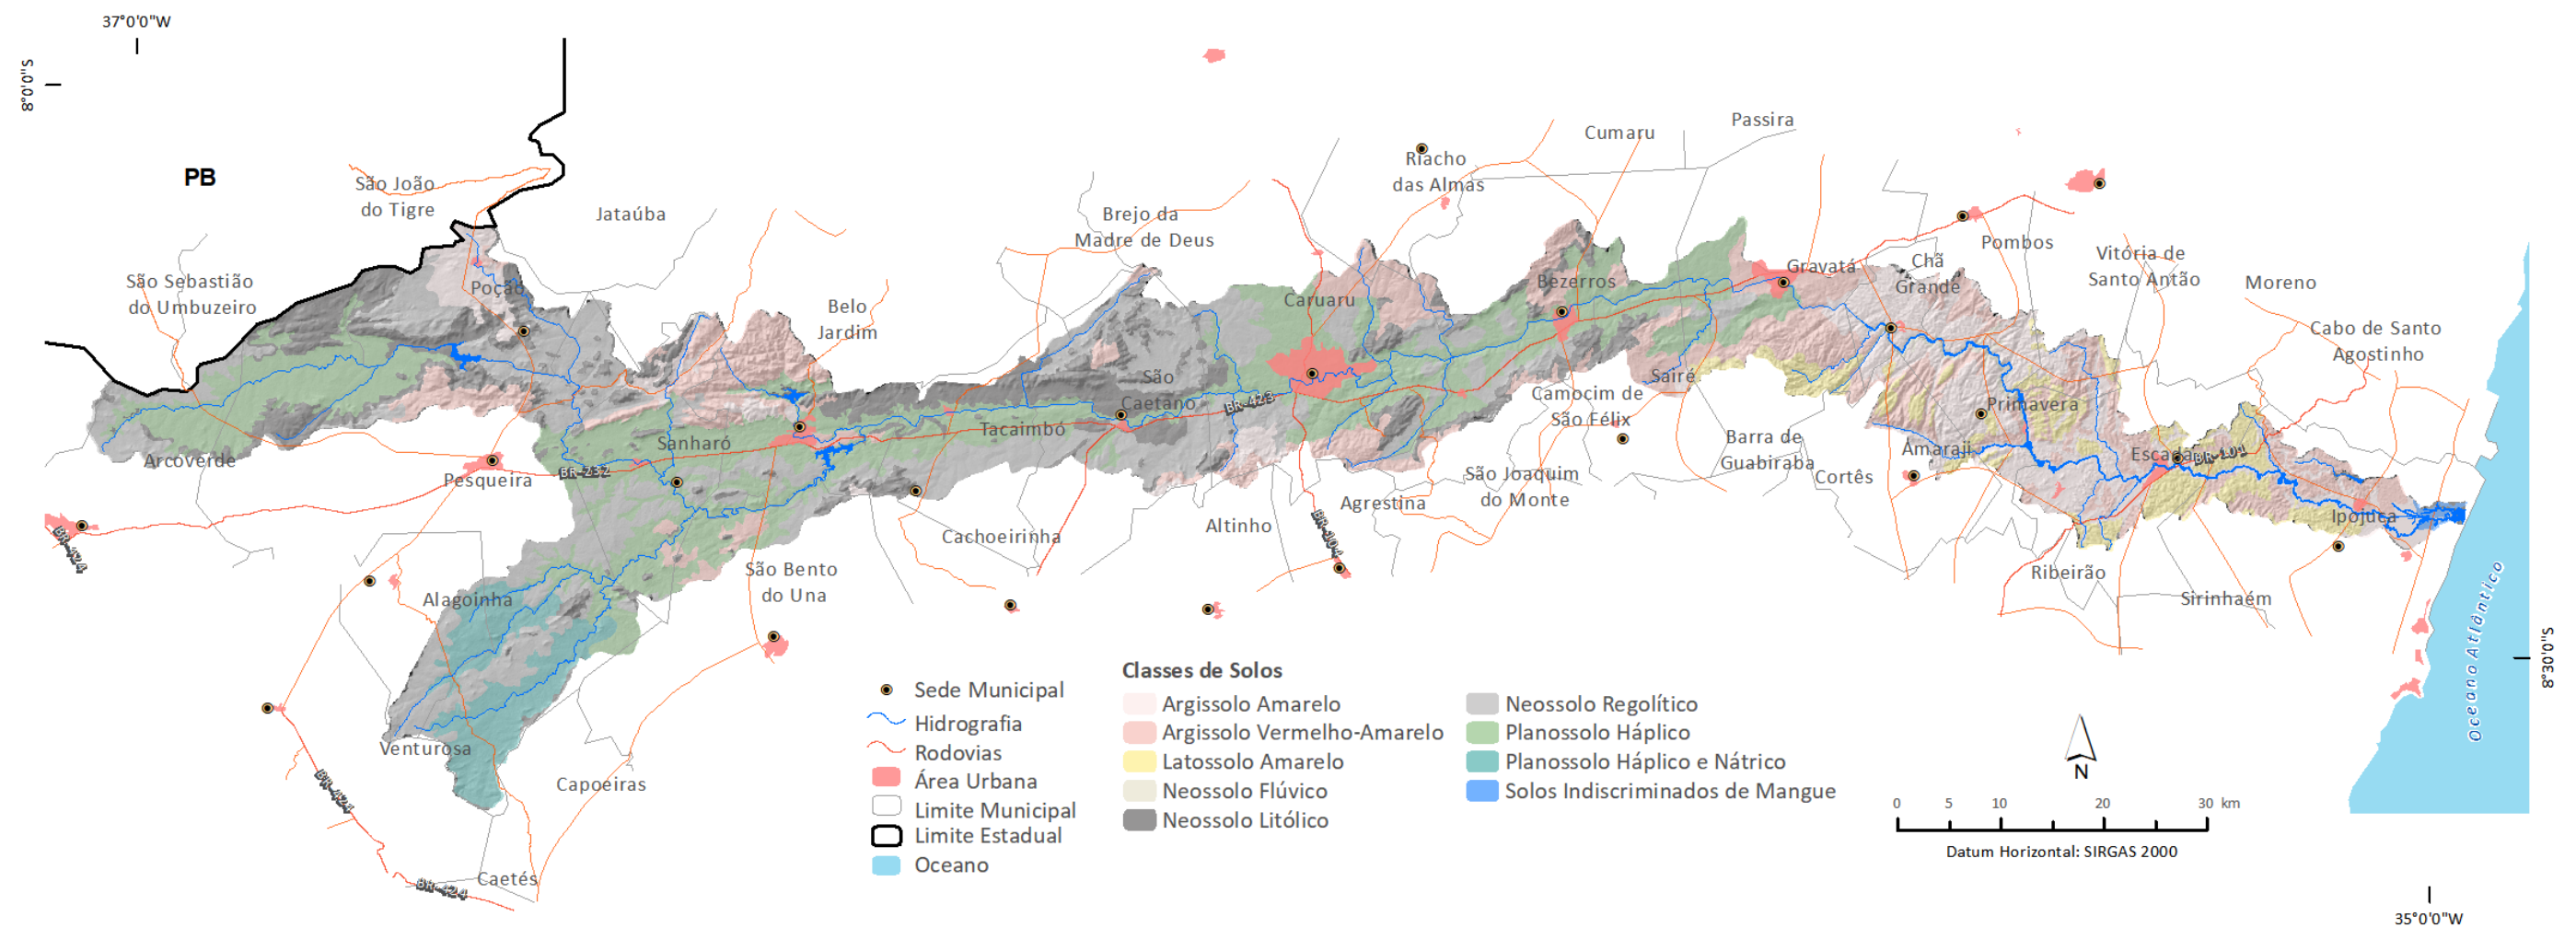 37°0'0"W
8°0'0"S
PB
São João
do Tigre
Jataúba
São Sebastião
do Umbuzeiro
Poção
Belo
Jardim
Brejo da
Madre de Deus
Riacho
das Almas
Cumaru
Passira
Caruaru
Bezerros
Gravatá
Chã
Grande
Pombos
Vitória de
Santo Antão
Moreno
Cabo de Santo
Agostinho
Arcoverde
Pesqueira
BR-232
Sanharó
Tacaimbó
São
Caetano
BR-423
Sairé
Camocim de
São Félix
Primavera
Amaraji
Escada
BR-101
Ipojuca
BR-424
Alagoinha
São Bento
do Una
Cachoeirinha
Altinho
BR-104
Agrestina
São Joaquim
do Monte
Barra de
Guabiraba
Cortês
Ribeirão
Sirinhaém
Oceano Atlântico
8°30'0"S
Venturosa
Capoeiras
BR-424
Caetés
Sede Municipal
Hidrografia
Rodovias
Área Urbana
Limite Municipal
Limite Estadual
Oceano
Classes de Solos
Argissolo Amarelo
Argissolo Vermelho-Amarelo
Latossolo Amarelo
Neossolo Flúvico
Neossolo Litólico
Neossolo Regolítico
Planossolo Háplico
Planossolo Háplico e Nátrico
Solos Indiscriminados de Mangue
N
0 5 10 20 30 km
Datum Horizontal: SIRGAS 2000
35°0'0"W